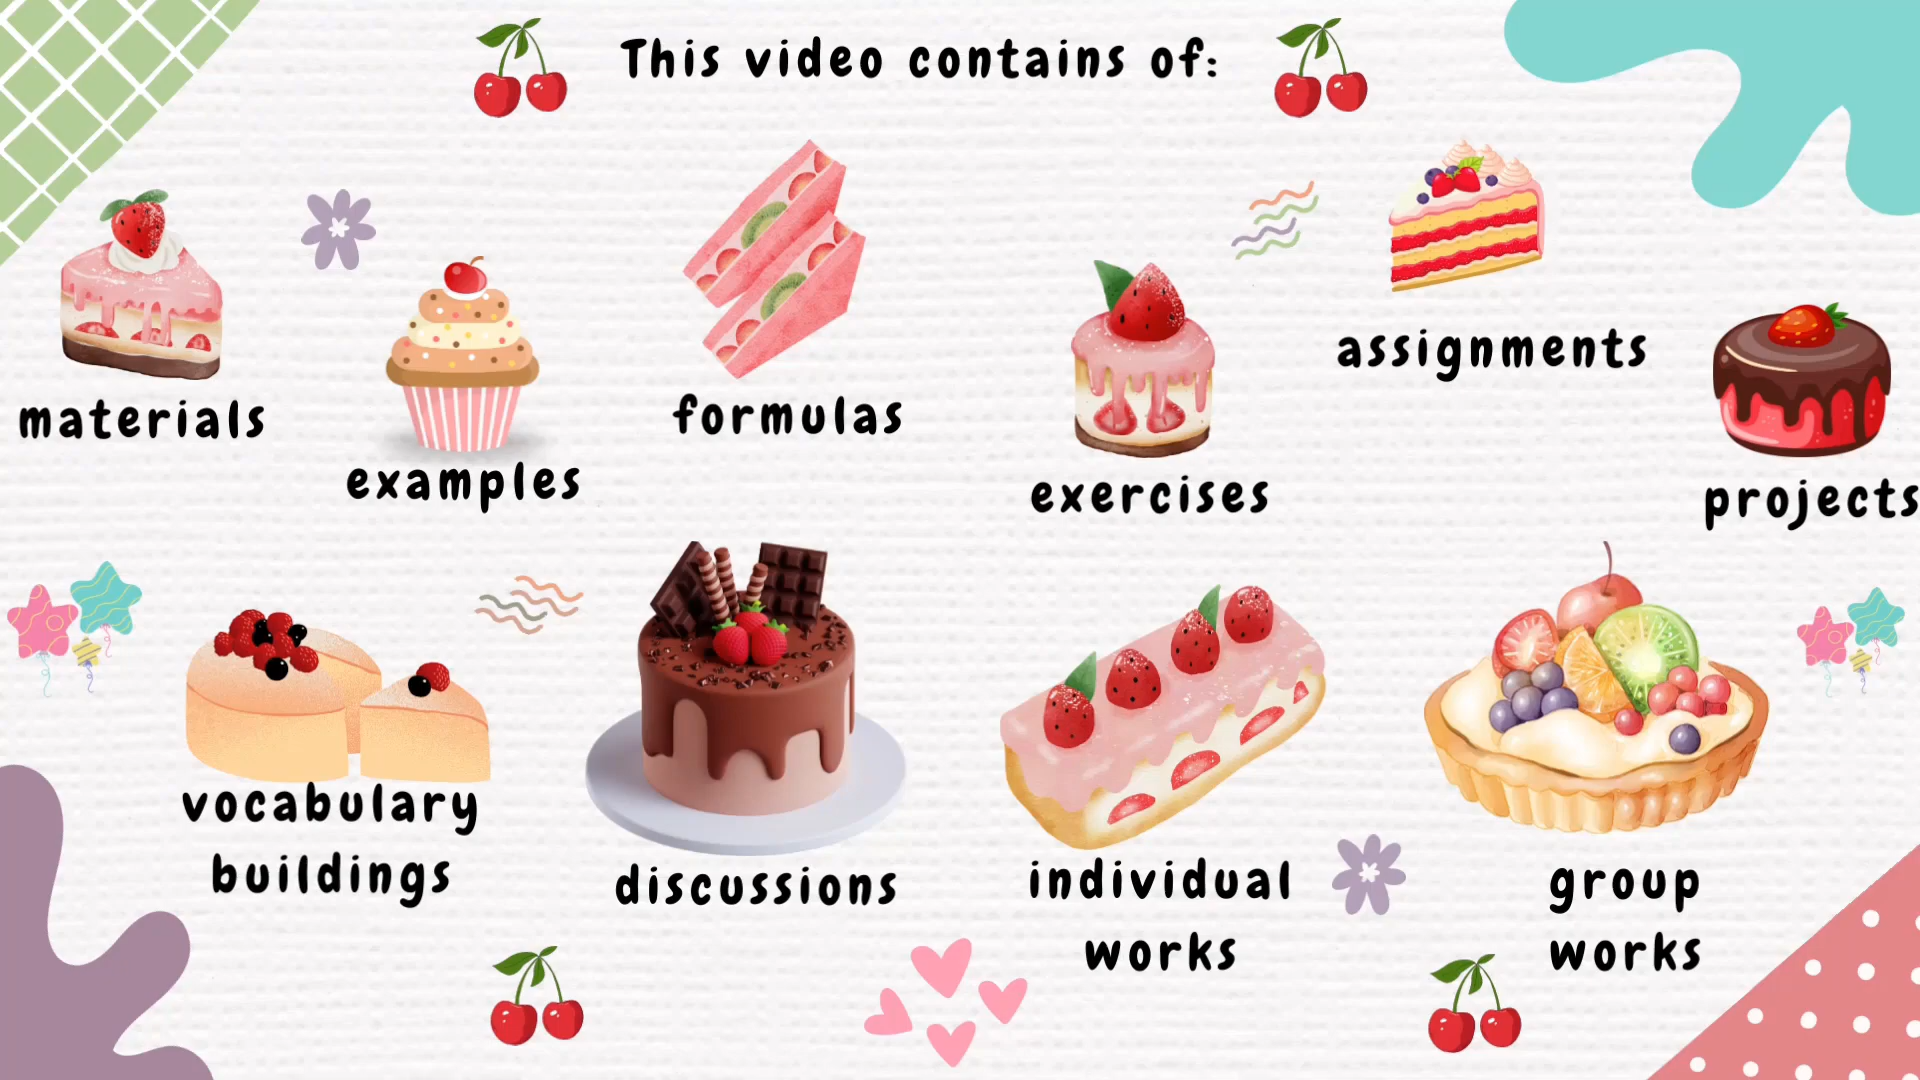 This video contains of:
materials
examples
formulas
exercises
assignments
projects
vocabulary
buildings
discussions
individual
works
group
works